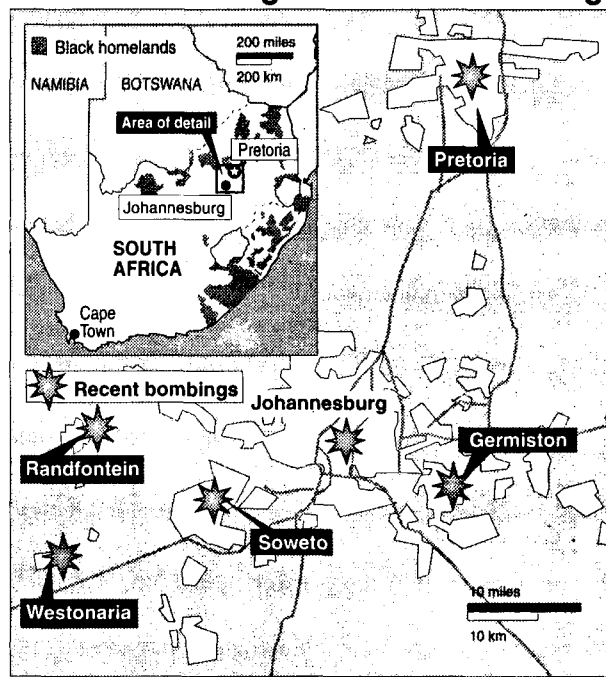 Black homelands
200 miles
200 km
NAMIBIA
BOTSWANA
Area of detail
Pretoria
Johannesburg
SOUTH
AFRICA
Cape
Town
Pretoria
Recent bombings
Johannesburg
Randfontein
Germiston
Soweto
Westonaria
10 miles
10 km